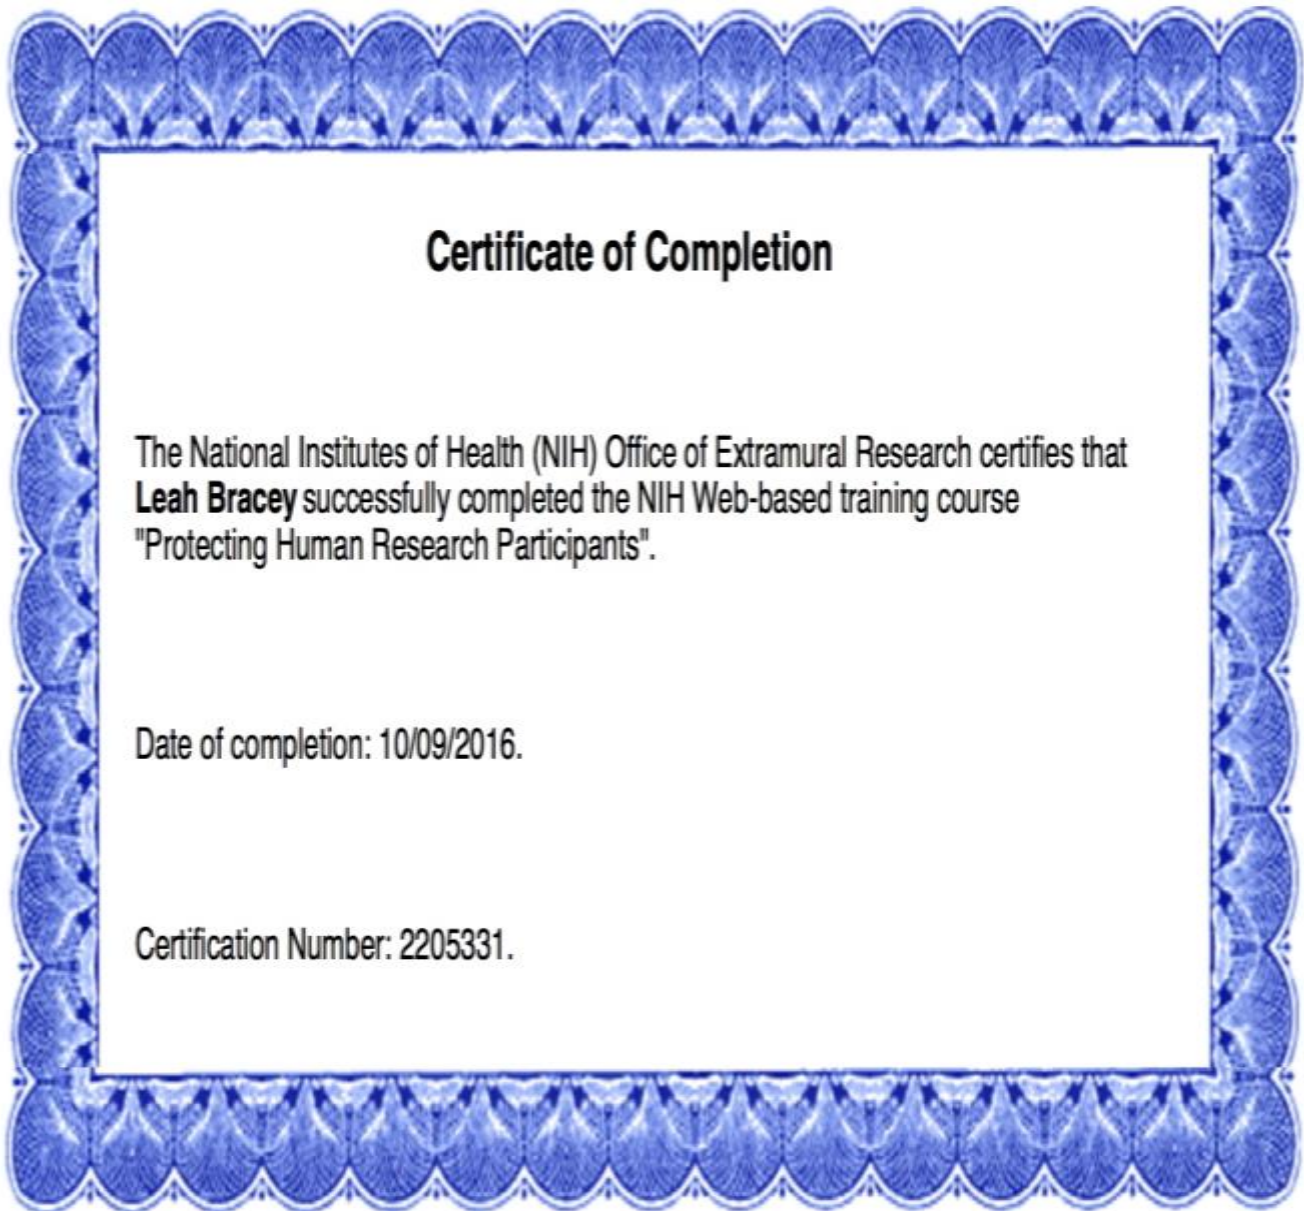 Certificate of Completion
The National Institutes of Health (NIH) Office of Extramural Research certifies that
Leah Bracey successfully completed the NIH Web-based training course
"Protecting Human Research Participants".
Date of completion: 10/09/2016.
Certification Number: 2205331.